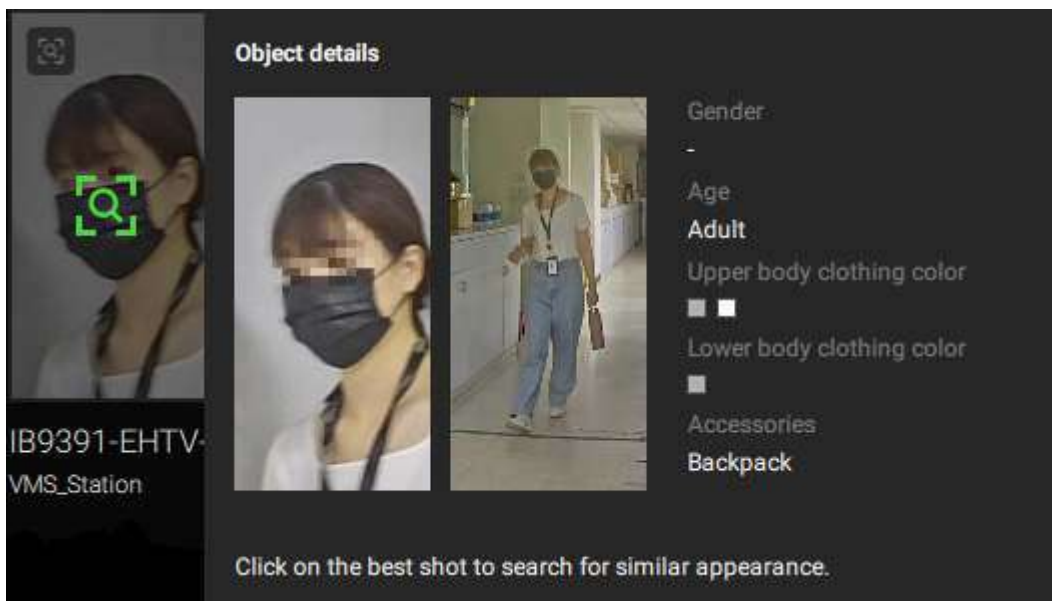 Object details
Gender
-
Age
Adult
Upper body clothing color
Lower body clothing color
Accessories
Backpack
IB9391-EHTV-
VMS_Station
Click on the best shot to search for similar appearance.